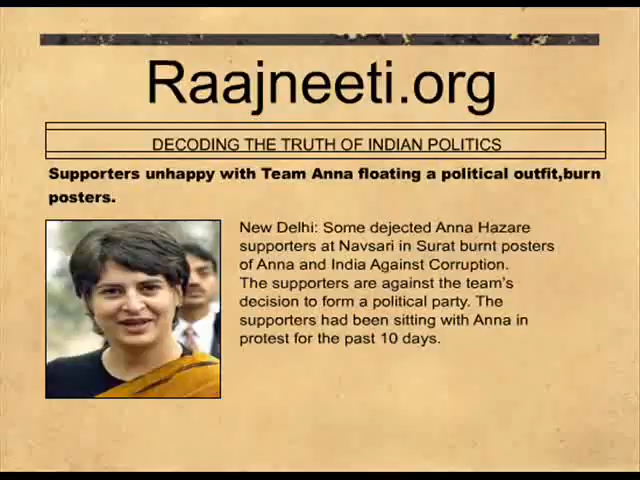 Raajneeti.org
DECODING THE TRUTH OF INDIAN POLITICS
Supporters unhappy with Team Anna floating a political outfit,burn
posters.
New Delhi: Some dejected Anna Hazare
supporters at Navsari in Surat burnt posters
of Anna and India Against Corruption.
The supporters are against the team's
decision to form a political party. The
supporters had been sitting with Anna in
protest for the past 10 days.